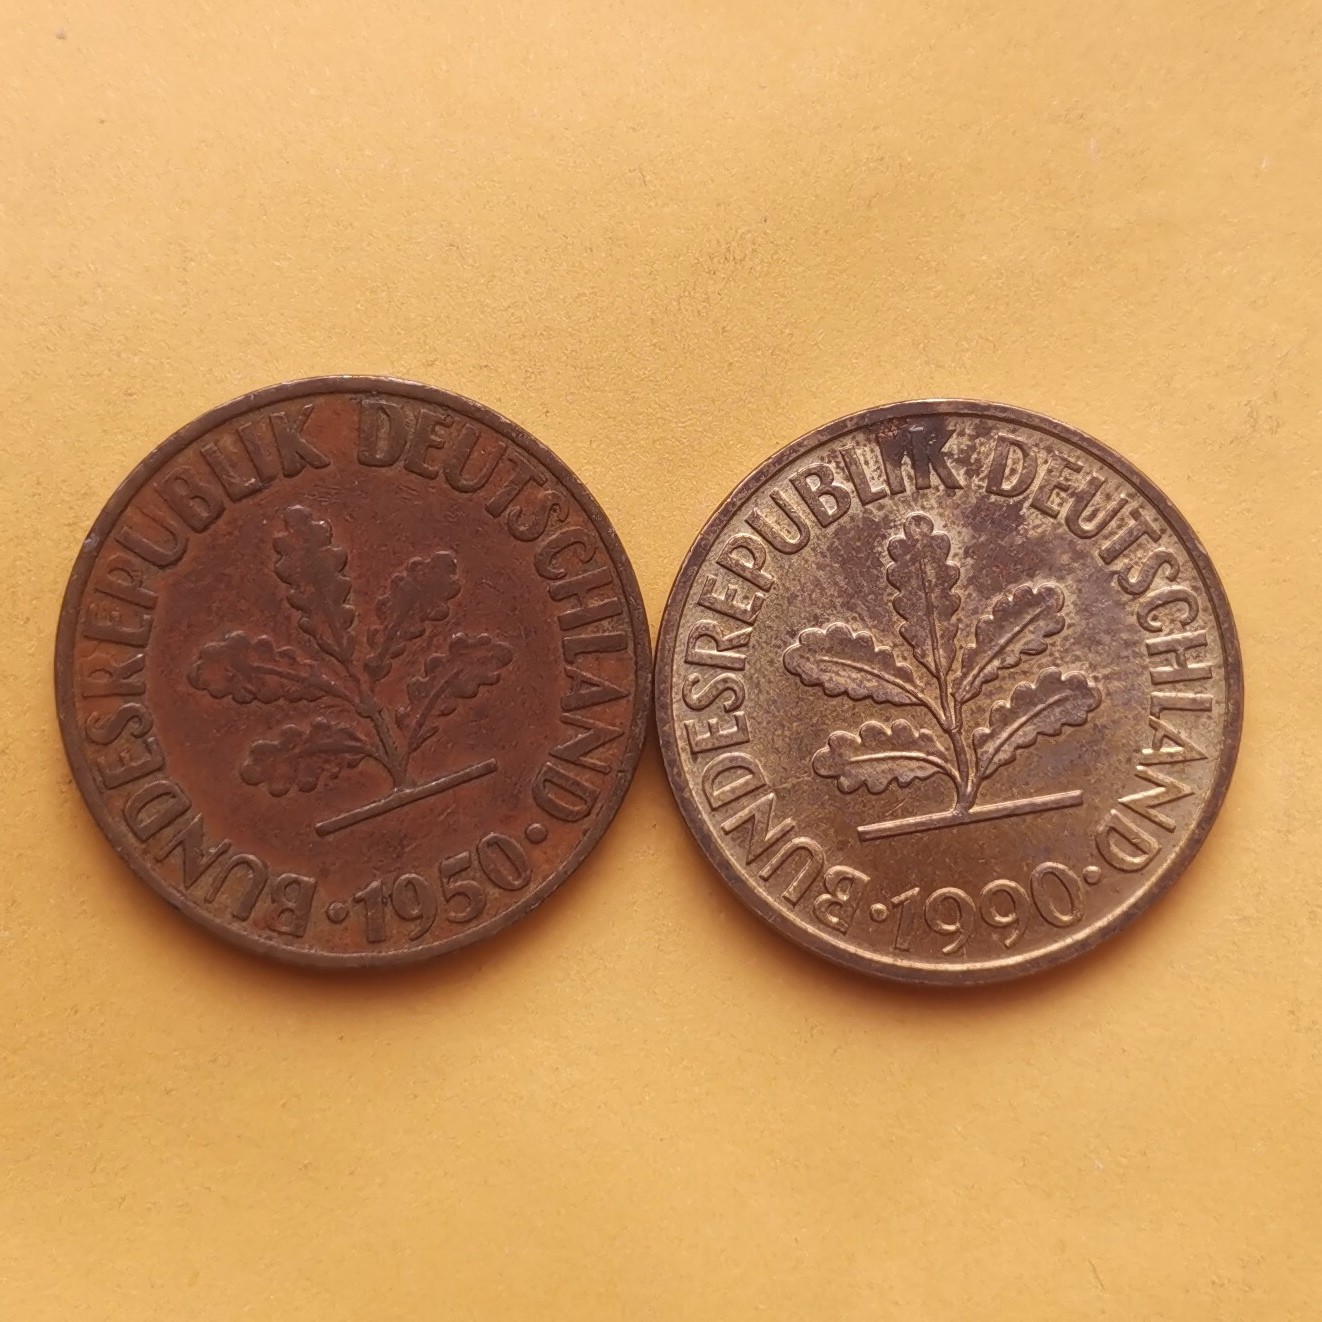 BUNDESREPUBLIK DEUTSCHLAND
· 1950 ·
BUNDESREPUBLIK DEUTSCHLAND
· 1990 ·